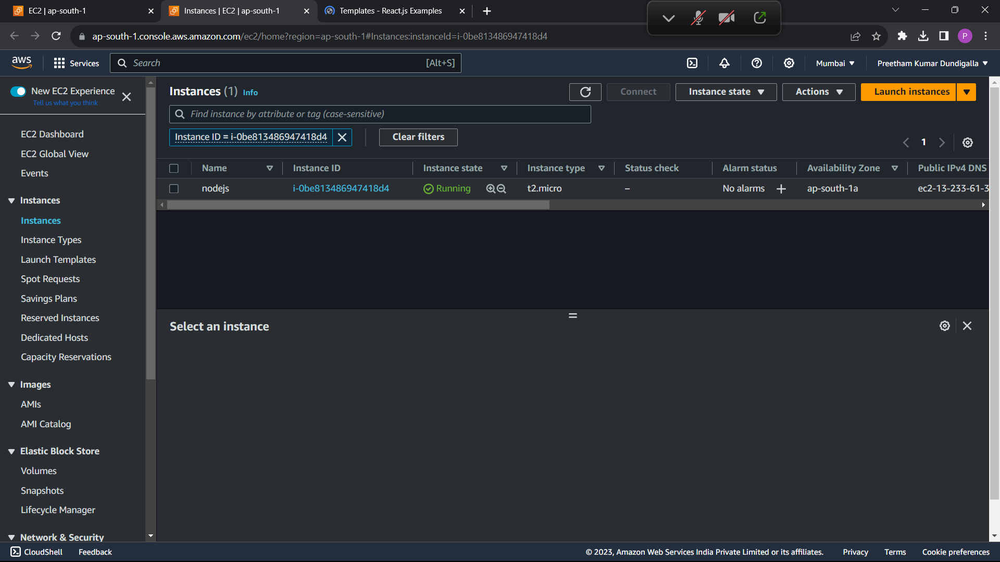 EC2 | ap-south-1
Instances | EC2 | ap-south-1
Templates - React.js Examples
ap-south-1.console.aws.amazon.com/ec2/home?region=ap-south-1#Instances:instanceId=i-0be813486947418d4
P
aws
Services
Search
[Alt+S]
Mumbai
Preetham Kumar Dundigalla
New EC2 Experience
Tell us what you think
EC2 Dashboard
EC2 Global View
Events
Instances
Instances
Instance Types
Launch Templates
Spot Requests
Savings Plans
Reserved Instances
Dedicated Hosts
Capacity Reservations
Images
AMIs
AMI Catalog
Elastic Block Store
Volumes
Snapshots
Lifecycle Manager
Network & Security
Instances (1) Info
Connect
Instance state
Actions
Launch instances
Find instance by attribute or tag (case-sensitive)
Instance ID = i-0be813486947418d4
Clear filters
1
Name Instance ID Instance state Instance type Status check Alarm status Availability Zone Public IPv4 DNS
nodejs i-0be813486947418d4 Running t2.micro – No alarms + ap-south-1a ec2-13-233-61-3
Select an instance
CloudShell
Feedback
© 2023, Amazon Web Services India Private Limited or its affiliates.
Privacy
Terms
Cookie preferences